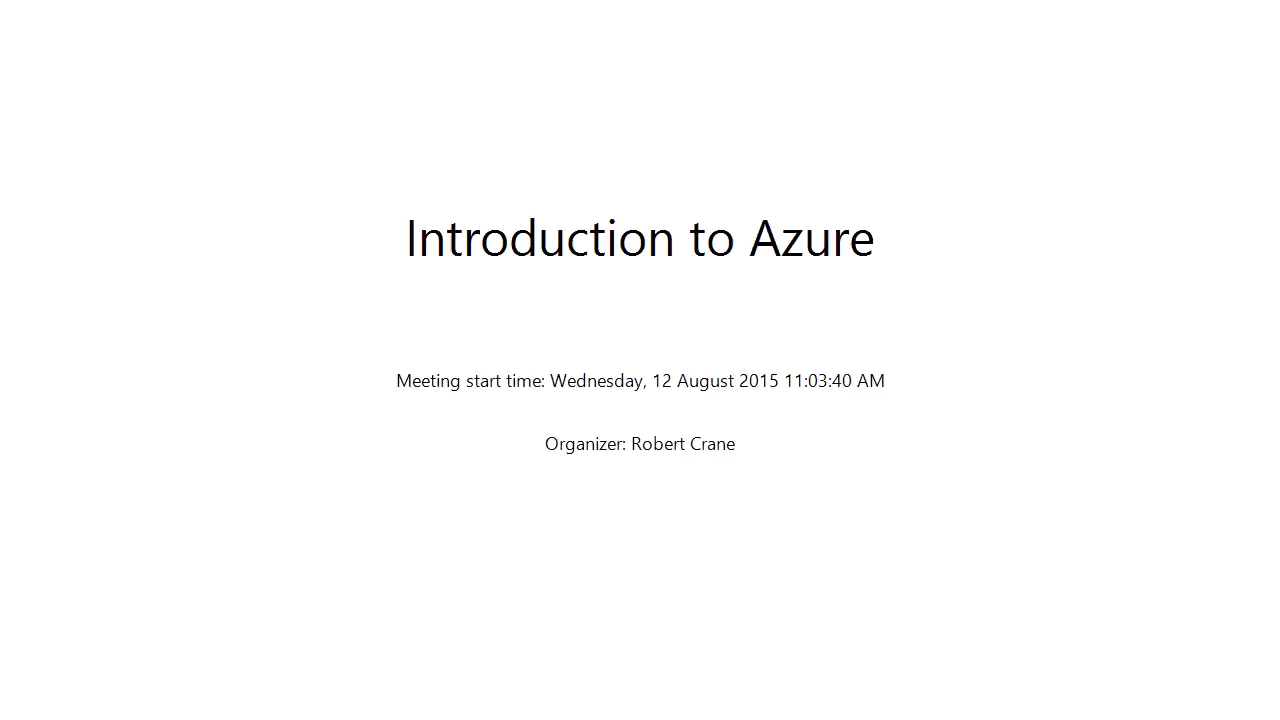 Introduction to Azure
Meeting start time: Wednesday, 12 August 2015 11:03:40 AM
Organizer: Robert Crane